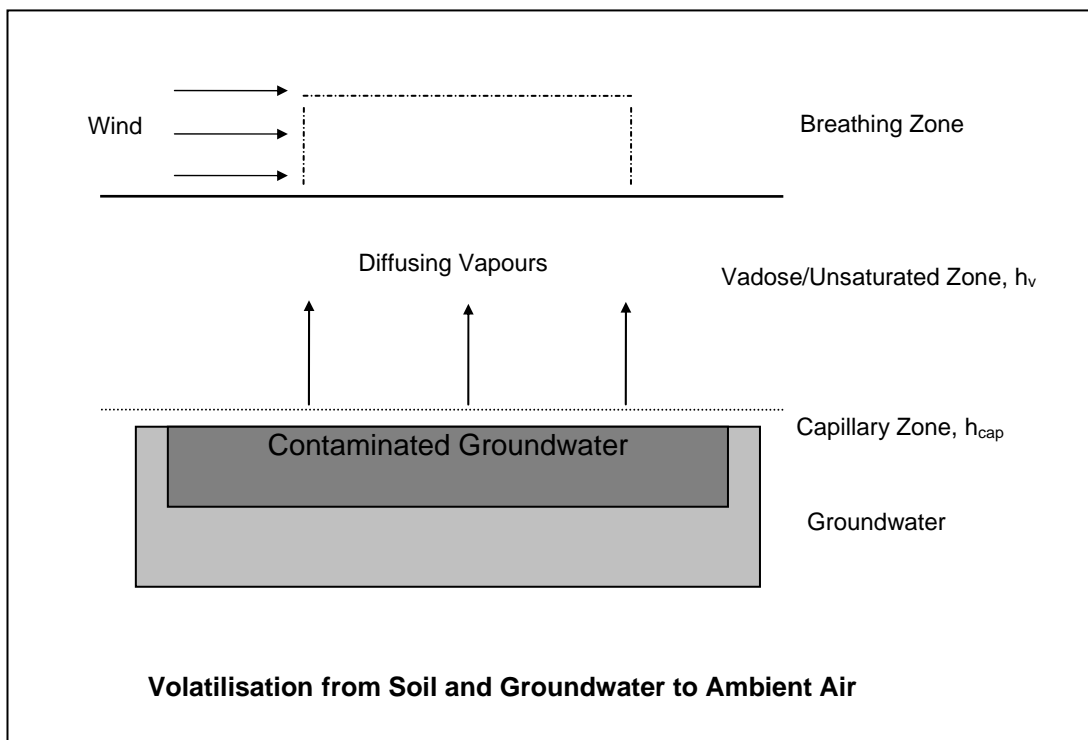 Wind
Breathing Zone
Diffusing Vapours
Vadose/Unsaturated Zone, hv
Capillary Zone, hcap
Contaminated Groundwater
Groundwater
Volatilisation from Soil and Groundwater to Ambient Air